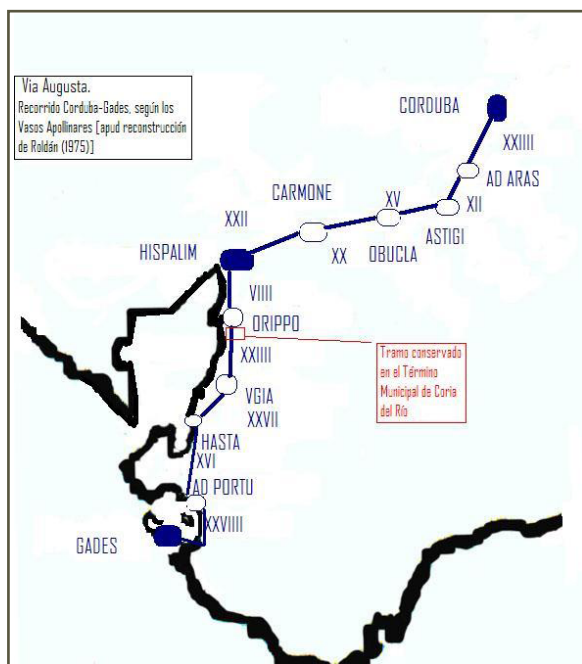 Via Augusta.
Recorrido Corduba-Gades, según los
Vasos Apollinares [apud reconstrucción
de Roldán (1975)]
CORDUBA
XXIIII
AD ARAS
XII
ASTIGI
XV
OBUCLA
CARMONE
XX
XXII
HISPALIM
VIIII
ORIPPO
XXIIII
Tramo conservado
en el Término
Municipal de Coria
del Río
VGIA
XXVII
HASTA
XVI
AD PORTU
XXVIIII
GADES